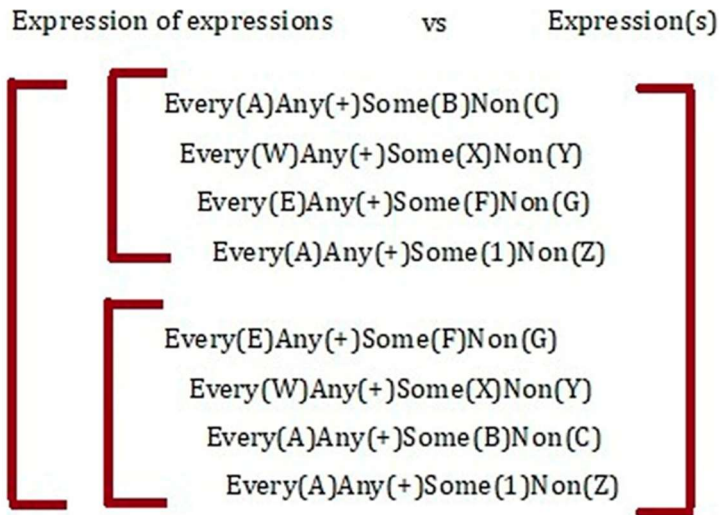 Expression of expressions vs Expression(s)
Every(A)Any(+)Some(B)Non(C)
Every(W)Any(+)Some(X)Non(Y)
Every(E)Any(+)Some(F)Non(G)
Every(A)Any(+)Some(1)Non(Z)
Every(E)Any(+)Some(F)Non(G)
Every(W)Any(+)Some(X)Non(Y)
Every(A)Any(+)Some(B)Non(C)
Every(A)Any(+)Some(1)Non(Z)